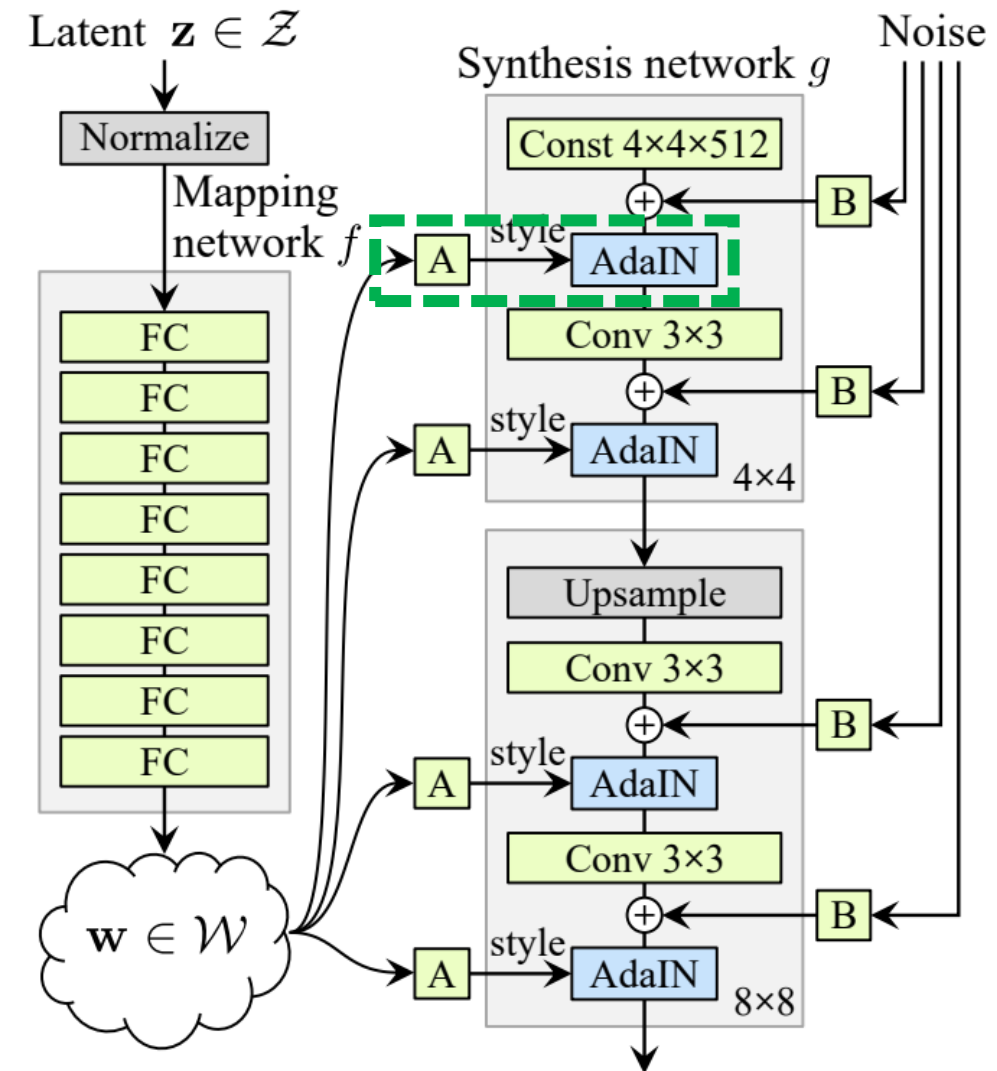 Latent z ∈ 𝒵
Noise
Synthesis network g
Normalize
Const 4×4×512
Mapping
network f
B
style
A
AdaIN
FC
Conv 3×3
FC
B
FC
style
A
AdaIN
4×4
FC
FC
Upsample
FC
Conv 3×3
FC
B
FC
style
A
AdaIN
Conv 3×3
w ∈ 𝒲
B
style
A
AdaIN
8×8